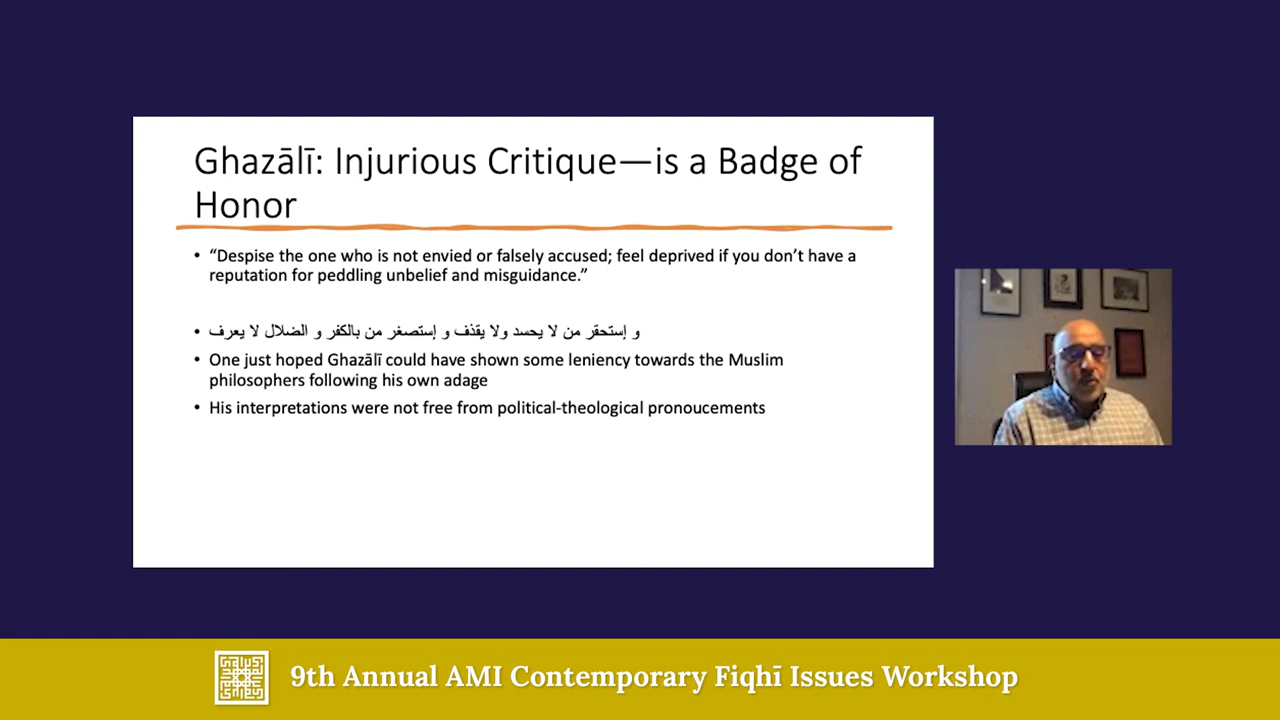 Ghazālī: Injurious Critique—is a Badge of
Honor
• “Despise the one who is not envied or falsely accused; feel deprived if you don’t have a
reputation for peddling unbelief and misguidance.”
• و إستحقر من لا يحسد ولا يقذف و إستصغر من بالكفر و الضلال لا يعرف
• One just hoped Ghazālī could have shown some leniency towards the Muslim
philosophers following his own adage
• His interpretations were not free from political-theological pronoucements
9th Annual AMI Contemporary Fiqhī Issues Workshop